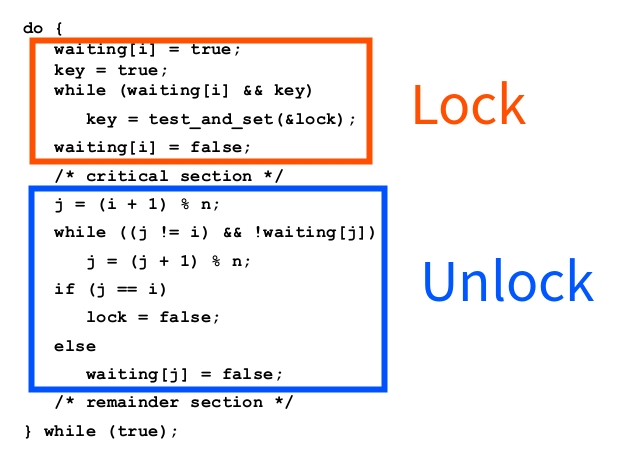 do {
waiting[i] = true;
key = true;
while (waiting[i] && key)
key = test_and_set(&lock);
waiting[i] = false;
Lock
/* critical section */
j = (i + 1) % n;
while ((j != i) && !waiting[j])
j = (j + 1) % n;
if (j == i)
lock = false;
else
waiting[j] = false;
Unlock
/* remainder section */
} while (true);